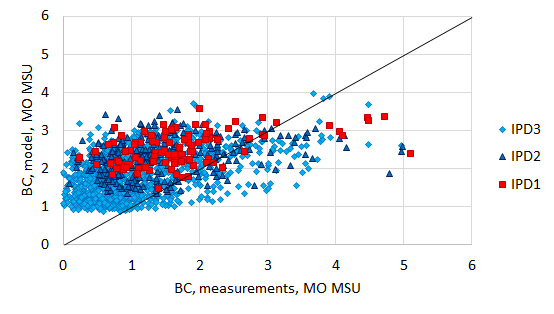 6
5
4
3
2
1
0
BC, model, MO MSU
0 1 2 3 4 5 6
BC, measurements, MO MSU
IPD3
IPD2
IPD1